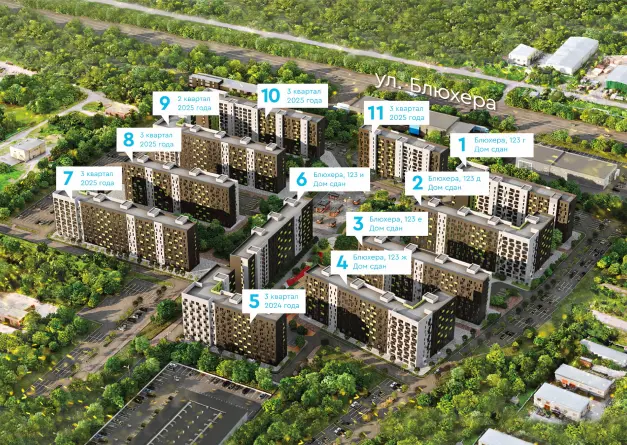 ул. Блюхера
1
Блюхера, 123 г
Дом сдан
2
Блюхера, 123 д
Дом сдан
3
Блюхера, 123 е
Дом сдан
4
Блюхера, 123 ж
Дом сдан
5
3 квартал
2024 года
6
Блюхера, 123 и
Дом сдан
7
3 квартал
2025 года
8
3 квартал
2025 года
9
2 квартал
2025 года
10
3 квартал
2025 года
11
3 квартал
2025 года